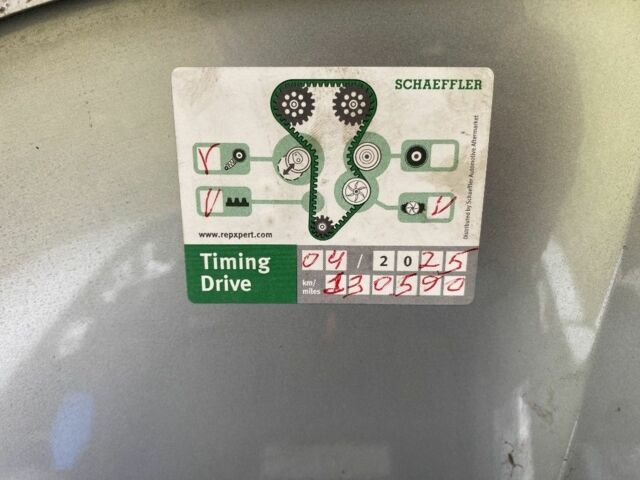 SCHAEFFLER
Distributed by Schaeffler Automotive Aftermarket
www.repxpert.com
Timing
Drive
04 / 2025
km/
miles
130590